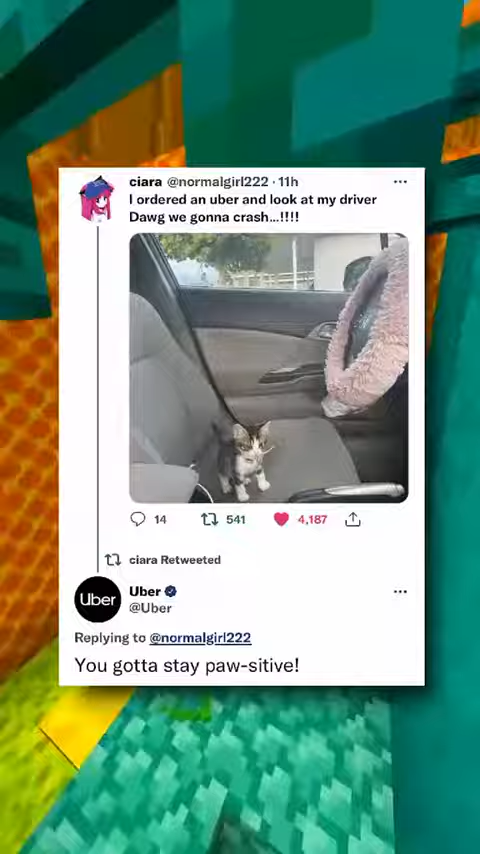 ciara @normalgirl222 · 11h
I ordered an uber and look at my driver
Dawg we gonna crash...!!!!
14 541 4,187
ciara Retweeted
Uber
Uber
@Uber
Replying to @normalgirl222
You gotta stay paw-sitive!